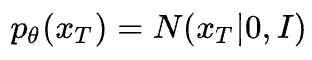 p_θ(x_T) = N(x_T|0, I)